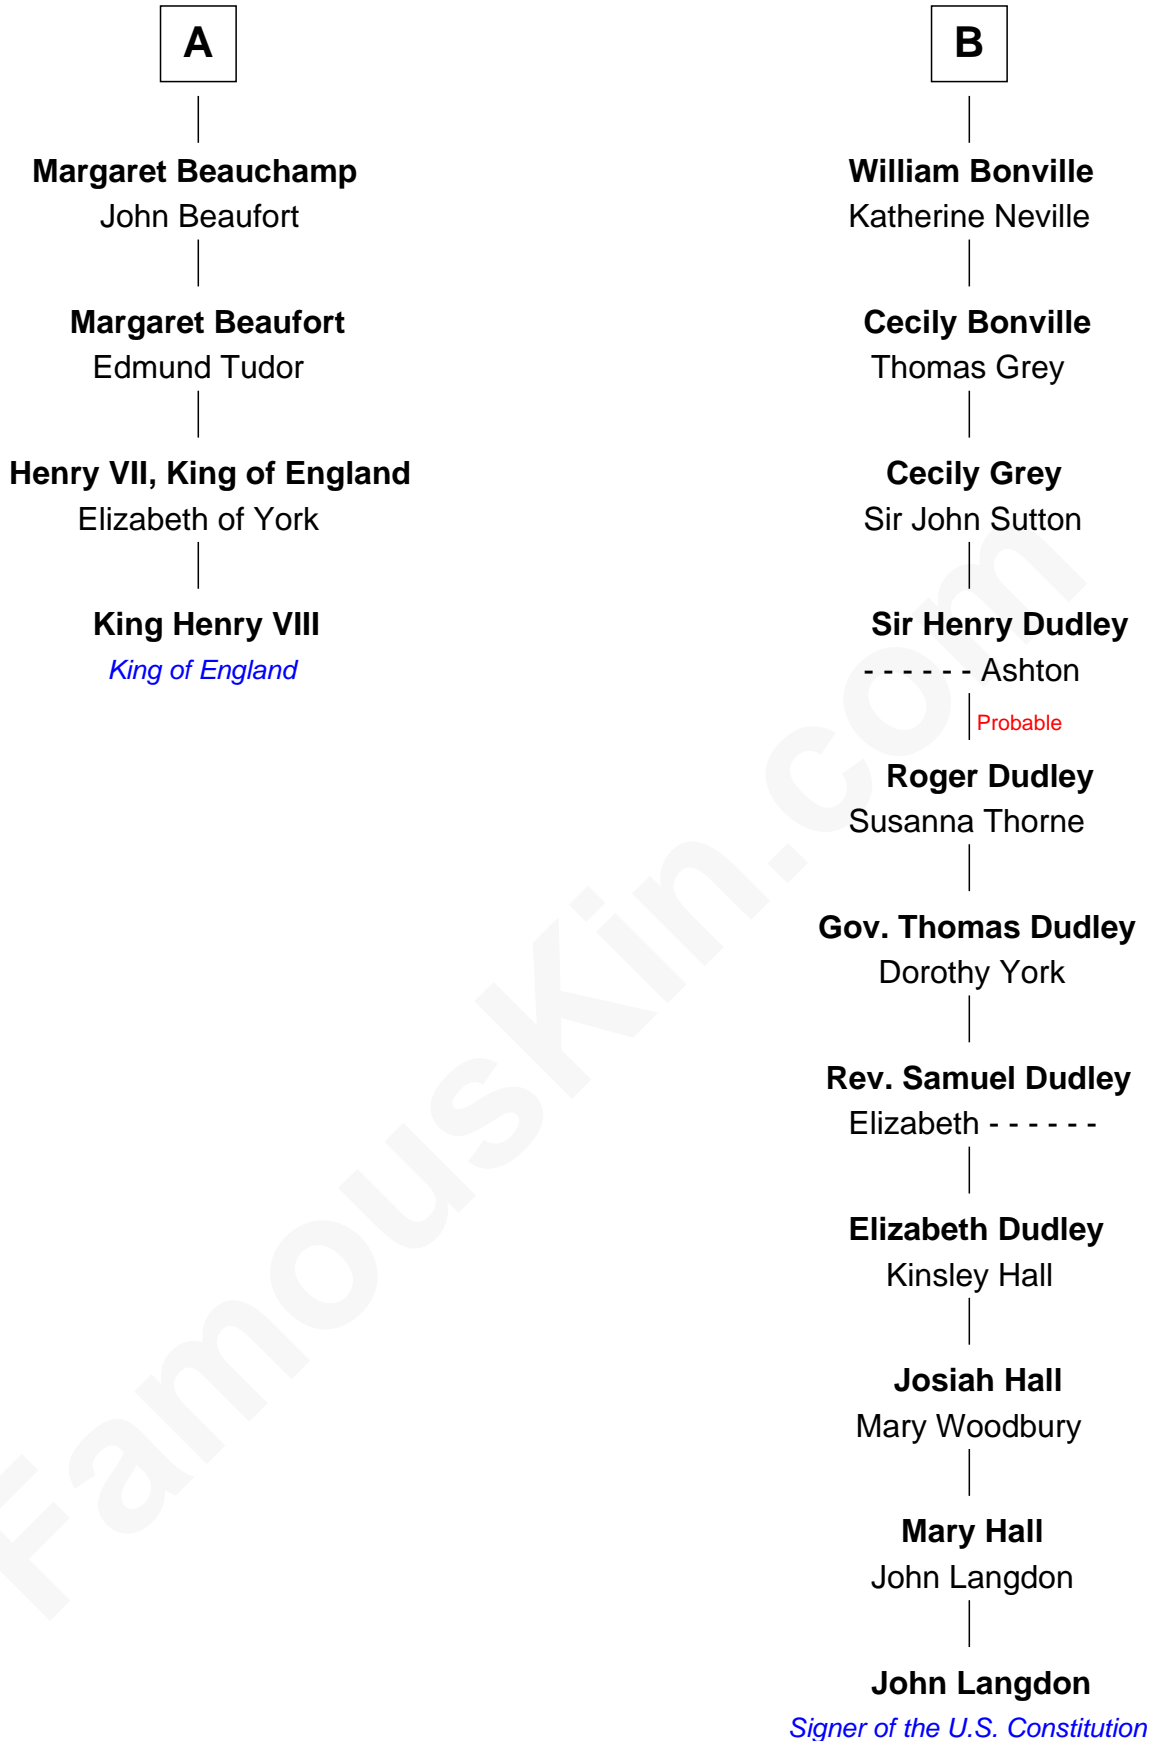 A
Margaret Beauchamp
John Beaufort
Margaret Beaufort
Edmund Tudor
Henry VII, King of England
Elizabeth of York
King Henry VIII
King of England
B
William Bonville
Katherine Neville
Cecily Bonville
Thomas Grey
Cecily Grey
Sir John Sutton
Sir Henry Dudley
- - - - - - Ashton
Probable
Roger Dudley
Susanna Thorne
Gov. Thomas Dudley
Dorothy York
Rev. Samuel Dudley
Elizabeth - - - - - -
Elizabeth Dudley
Kinsley Hall
Josiah Hall
Mary Woodbury
Mary Hall
John Langdon
John Langdon
Signer of the U.S. Constitution
FamousKin.com